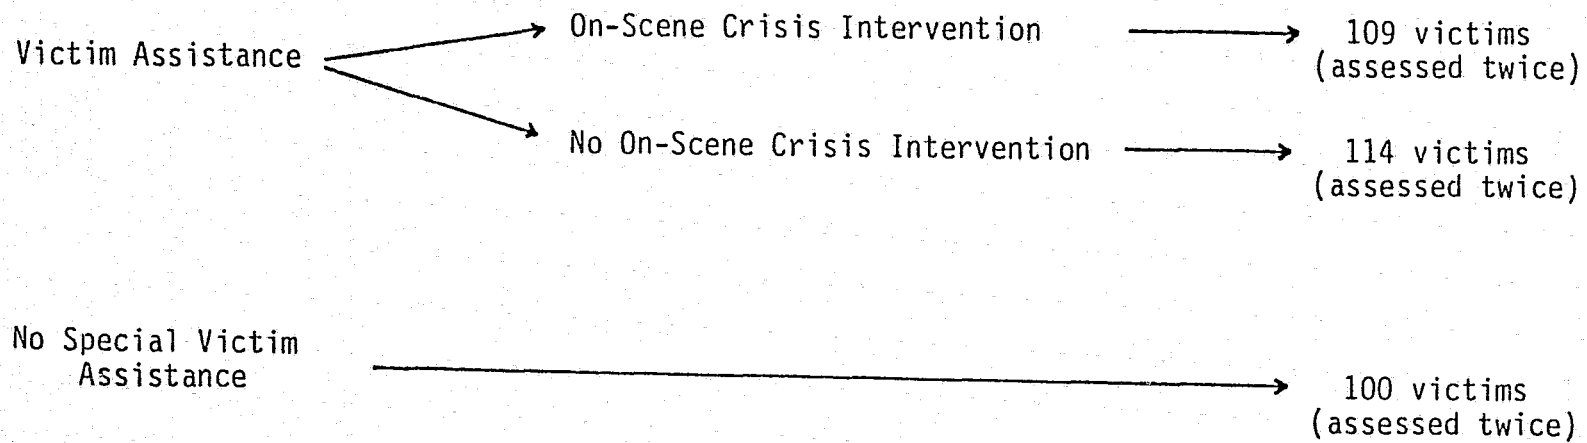 Victim Assistance
On-Scene Crisis Intervention
109 victims
(assessed twice)
No On-Scene Crisis Intervention
114 victims
(assessed twice)
No Special Victim
Assistance
100 victims
(assessed twice)